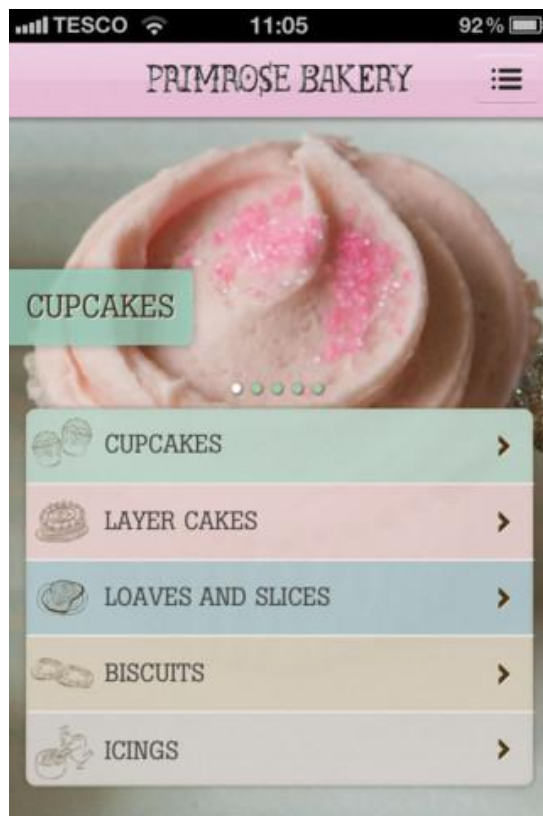 TESCO 11:05 92%
PRIMROSE BAKERY
CUPCAKES
CUPCAKES
LAYER CAKES
LOAVES AND SLICES
BISCUITS
ICINGS